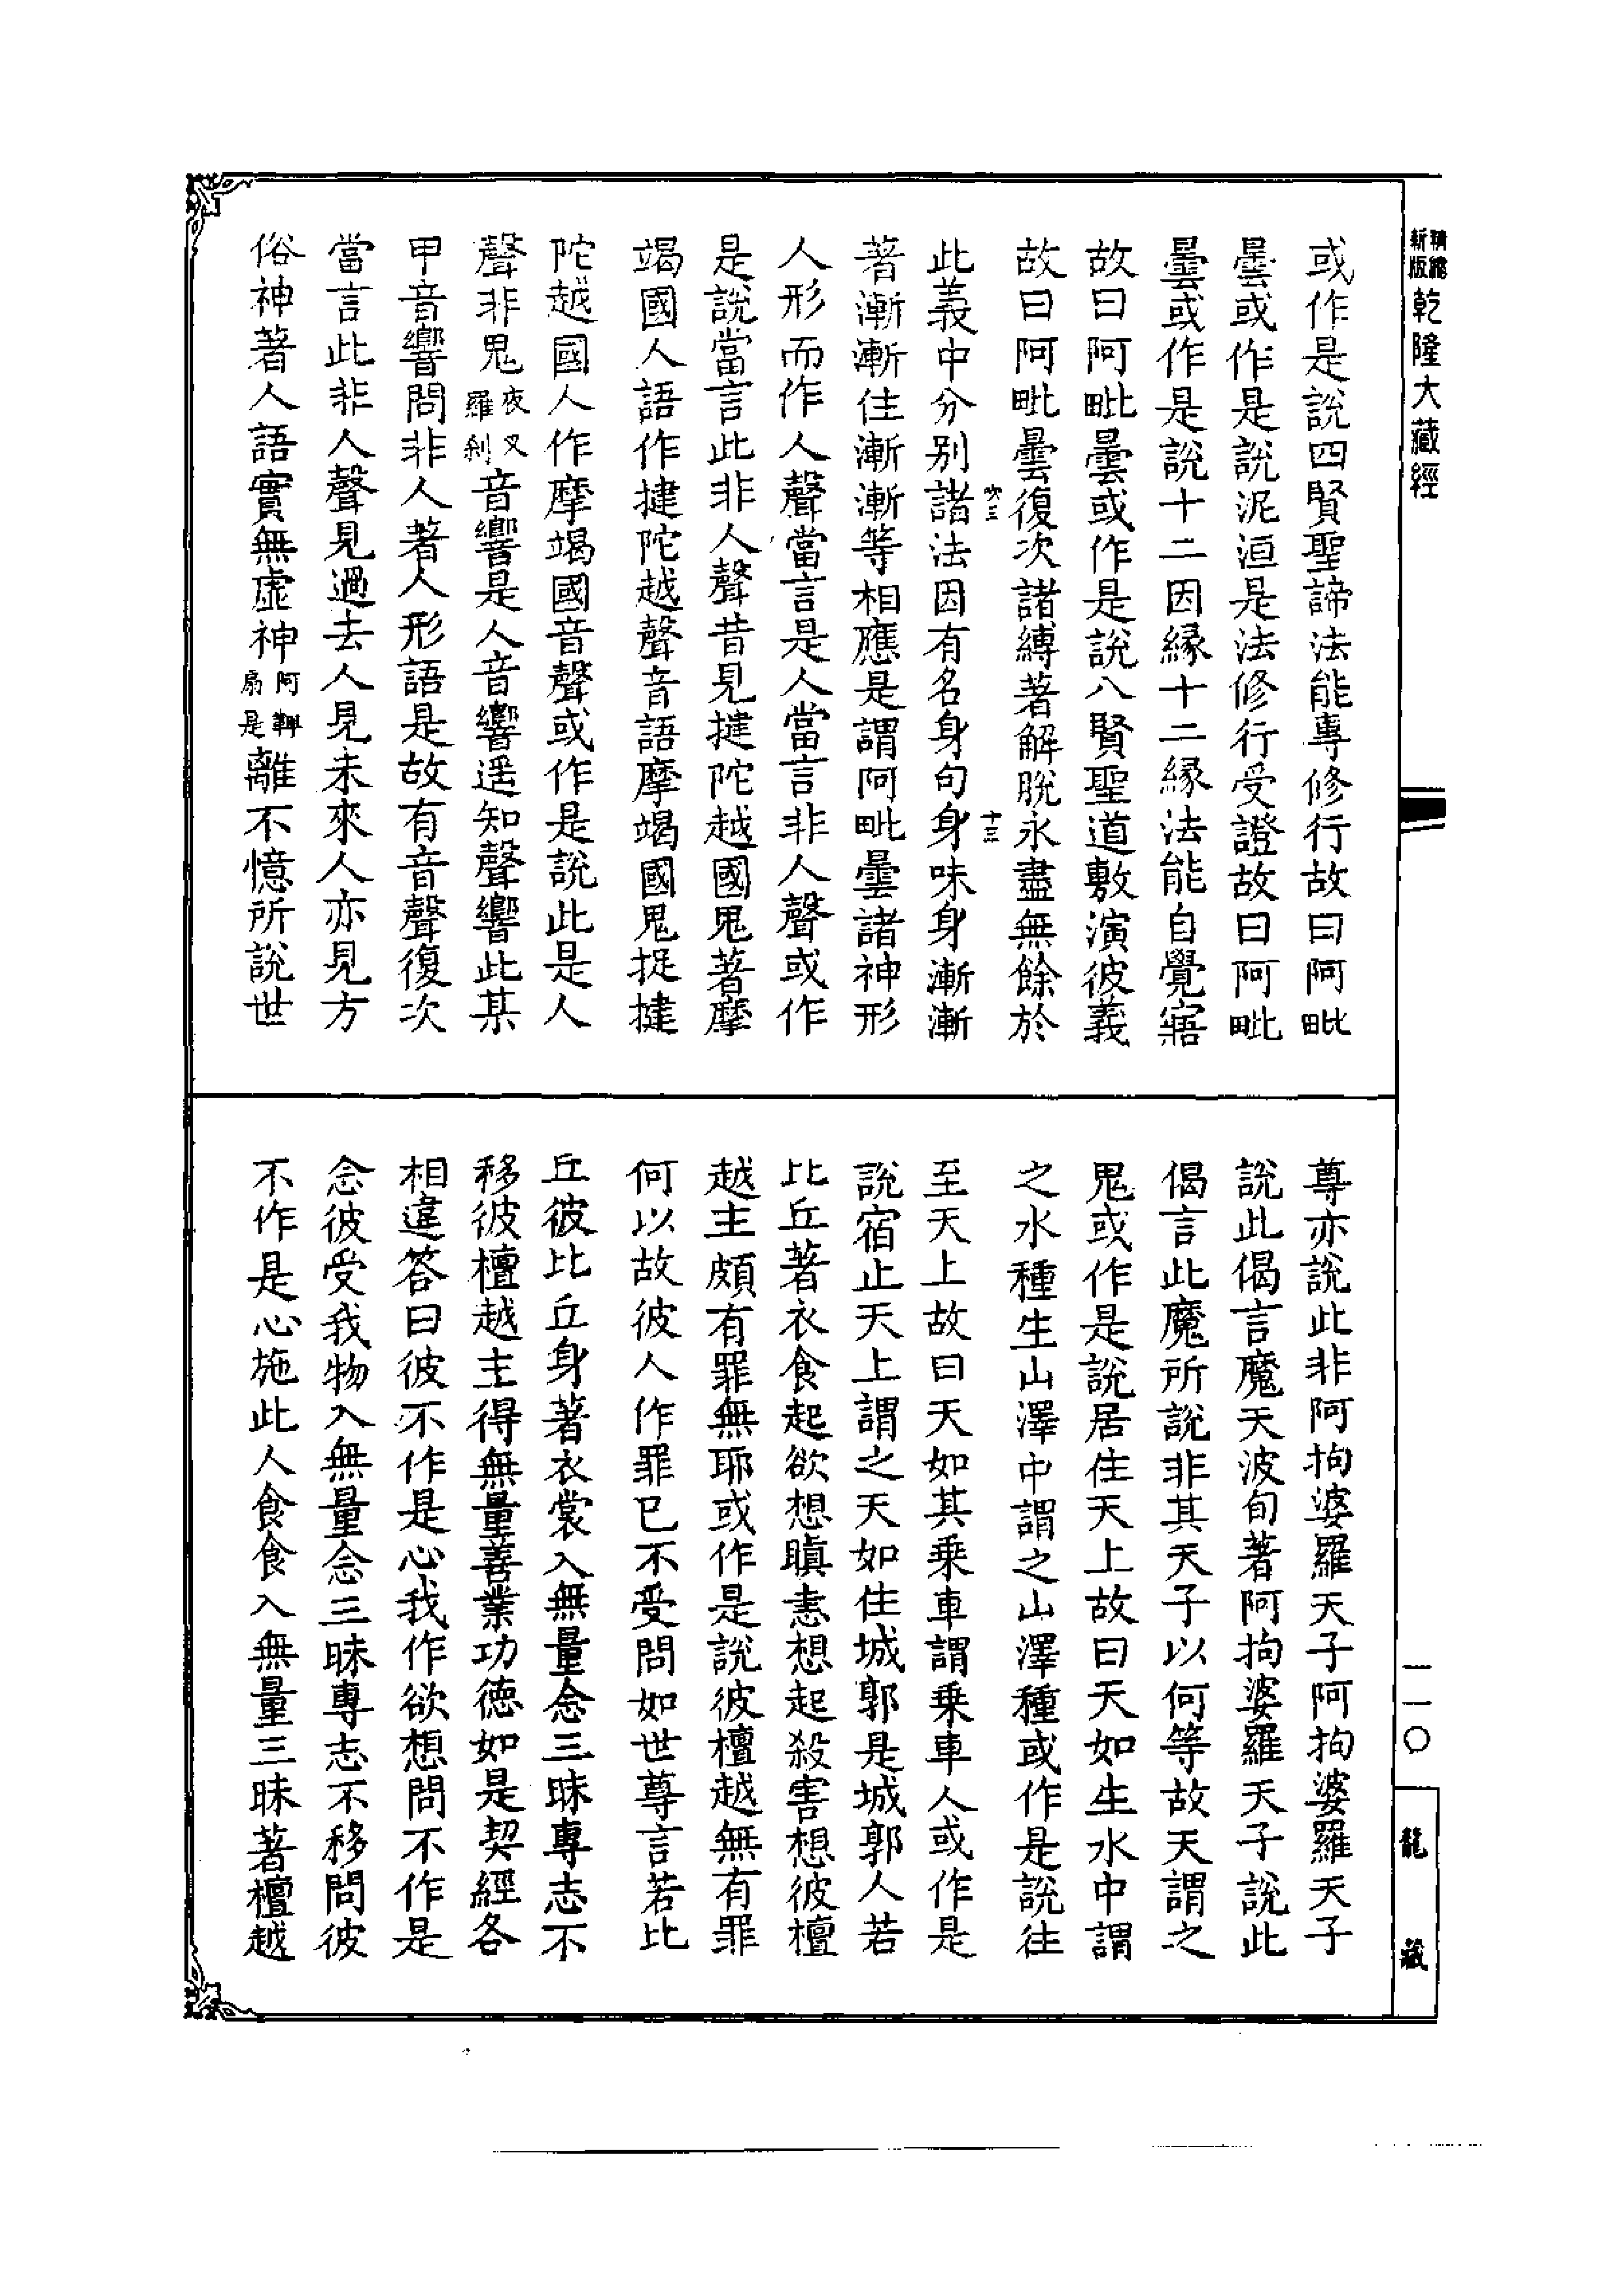 新版精縮乾隆大藏經
或作是說四賢聖諦法能專修行故曰阿毗
曇或作是說泥洹是法修行受證故曰阿毗
曇或作是說十二因緣十二緣法能自覺寤
故曰阿毗曇或作是說八賢聖道敷演彼義
故曰阿毗曇復次諸縛著解脫永盡無餘於
十三
此義中分別諸法因有名身句身味身漸漸
著漸漸住漸漸等相應是謂阿毗曇諸神形
人形而作人聲當言是人當言非人聲或作
是說當言此非人聲昔見揵陀越國鬼著摩
竭國人語作揵陀越聲音語摩竭國鬼捉揵
陀越國人作摩竭國音聲或作是說此是人
聲非鬼夜叉羅剎音響是人音響遥知聲響此某
甲音響問非人著人形語是故有音聲復次
當言此非人聲見過去人見未來人亦見方
俗神著人語實無虛神阿鞞扇是離不憶所說世
尊亦說此非阿拘婆羅天子阿拘婆羅天子
說此偈言魔天波旬著阿拘婆羅天子說此
偈言此魔所說非其天子以何等故天謂之
鬼或作是說居住天上故曰天如生水中謂
之水種生山澤中謂之山澤種或作是說往
至天上故曰天如其乘車謂乘車人或作是
說宿止天上謂之天如住城郭是城郭人若
比丘著衣食起欲想瞋恚想起殺害想彼檀
越主頗有罪無耶或作是說彼檀越無有罪
何以故彼人作罪已不受問如世尊言若比
丘彼比丘身著衣裳入無量念三昧專志不
移彼檀越主得無量善業功德如是契經各
相違答曰彼不作是心我作欲想問不作是
念彼受我物入無量念三昧專志不移問彼
不作是心施此人食食入無量三昧著檀越
一一〇
龍藏